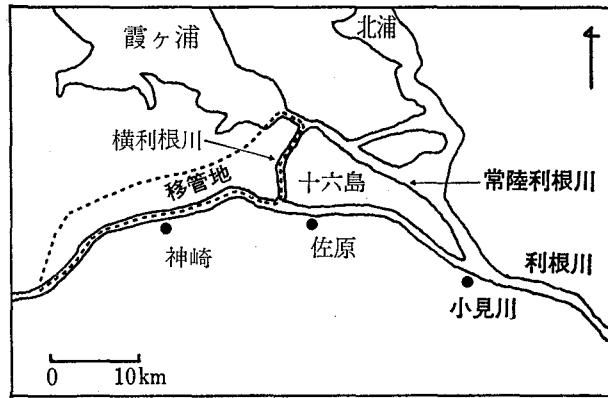 霞ヶ浦
北浦
横利根川
移管地
十六島
常陸利根川
神崎
佐原
利根川
小見川
0 10km